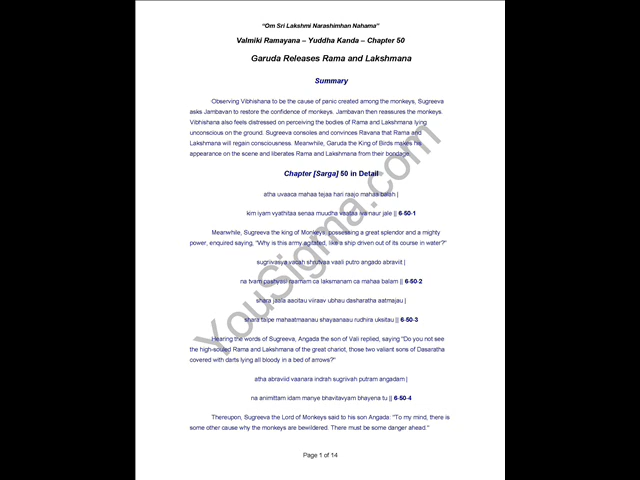 “Om Sri Lakshmi Narashimhan Nahama”
Valmiki Ramayana – Yuddha Kanda – Chapter 50
Garuda Releases Rama and Lakshmana
Summary
Observing Vibhishana to be the cause of panic created among the monkeys, Sugreeva
asks Jambavan to restore the confidence of monkeys. Jambavan then reassures the monkeys.
Vibhishana also feels distressed on perceiving the bodies of Rama and Lakshmana lying
unconscious on the ground. Sugreeva consoles and convinces Ravana that Rama and
Lakshmana will regain consciousness. Meanwhile, Garuda the King of Birds makes his
appearance on the scene and liberates Rama and Lakshmana from their bondage.
Chapter [Sarga] 50 in Detail
atha uvaaca mahaa tejaa hari raajo mahaa balah |
kim iyam vyathitaa senaa muudha vaataa iva naur jale || 6-50-1
Meanwhile, Sugreeva the king of Monkeys, possessing a great splendor and a mighty
power, enquired saying, "Why is this army agitated, like a ship driven out of its course in water?"
sugriivasya vacah shrutvaa vaali putro angado abraviit |
na tvam pashyasi raamam ca laksmanam ca mahaa balam || 6-50-2
shara jaala aacitau viiraav ubhau dasharatha aatmajau |
shara talpe mahaatmaanau shayaanaau rudhira uksitau || 6-50-3
Hearing the words of Sugreeva, Angada the son of Vali replied, saying "Do you not see
the high-souled Rama and Lakshmana of the great chariot, those two valiant sons of Dasaratha
covered with darts lying all bloody in a bed of arrows?"
atha abraviid vaanara indrah sugriivah putram angadam |
na animittam idam manye bhavitavyam bhayena tu || 6-50-4
Thereupon, Sugreeva the Lord of Monkeys said to his son Angada: "To my mind, there is
some other cause why the monkeys are bewildered. There must be some danger ahead."
Page 1 of 14
YouSigma.com